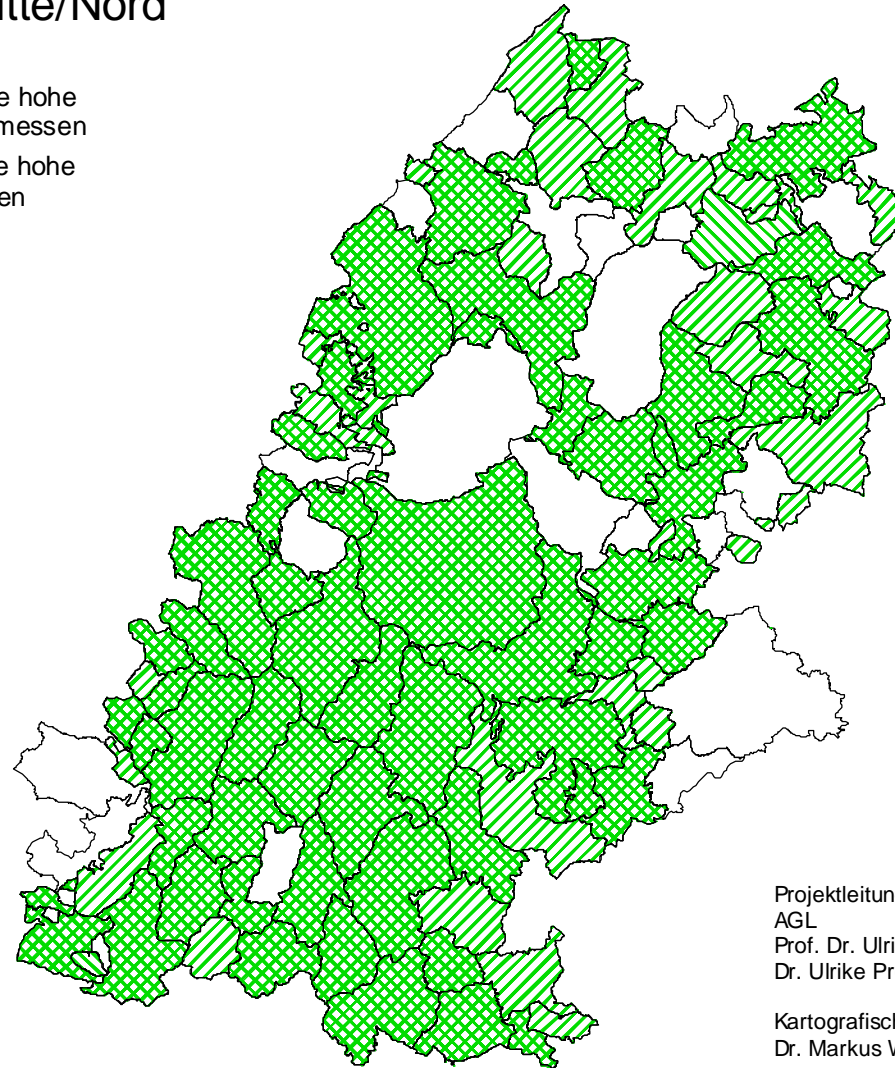 itte/Nord
e hohe
messen
e hohe
en
Projektleitun
AGL
Prof. Dr. Ulri
Dr. Ulrike Pr
Kartografisch
Dr. Markus W